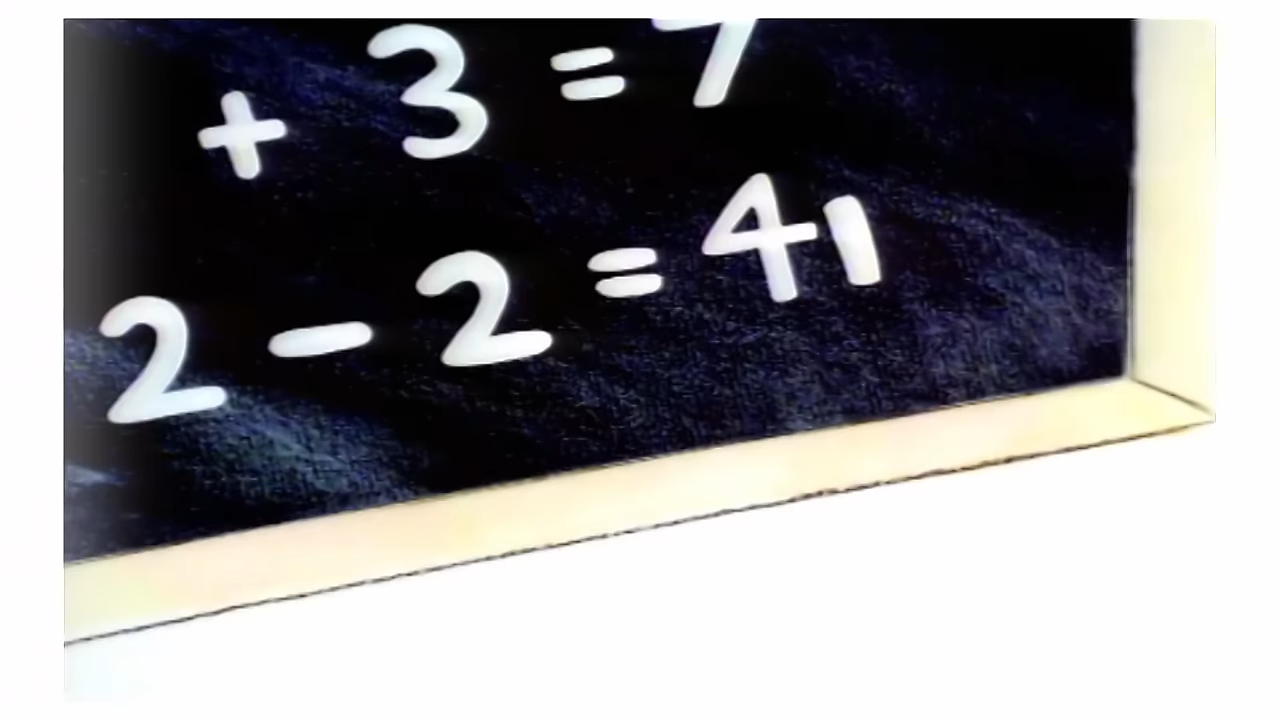 + 3 = 7
2 - 2 = 41